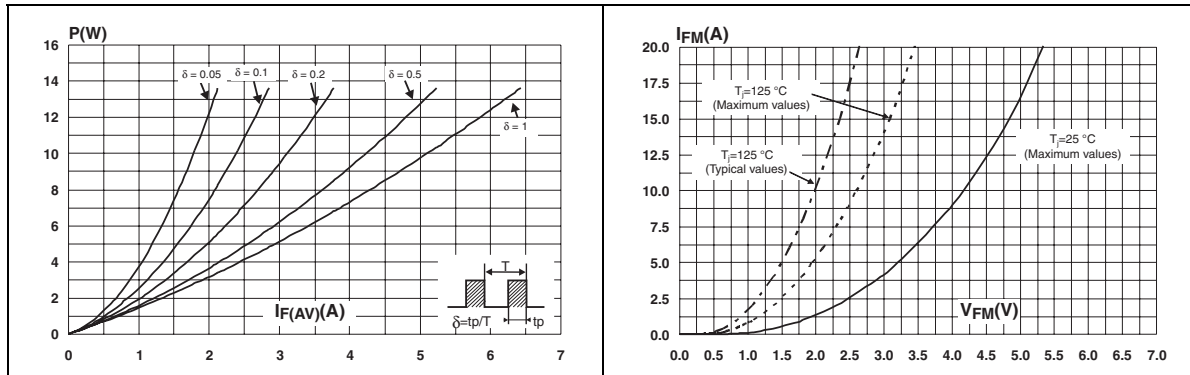 P(W)
16
14
12
10
8
6
4
2
0
δ = 0.05
δ = 0.1
δ = 0.2
δ = 0.5
δ = 1
T
IF(AV)(A)
δ=tp/T
tp
0 1 2 3 4 5 6 7
IFM(A)
20.0
17.5
15.0
12.5
10.0
7.5
5.0
2.5
0.0
Tj=125 °C
(Maximum values)
Tj=125 °C
(Typical values)
Tj=25 °C
(Maximum values)
VFM(V)
0.0 0.5 1.0 1.5 2.0 2.5 3.0 3.5 4.0 4.5 5.0 5.5 6.0 6.5 7.0